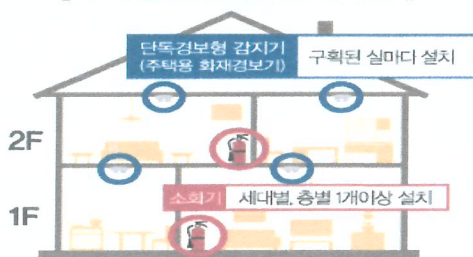 단독경보형 감지기
(주택용 화재경보기)
구획된 실마다 설치
2F
소화기
세대별, 층별 1개이상 설치
1F